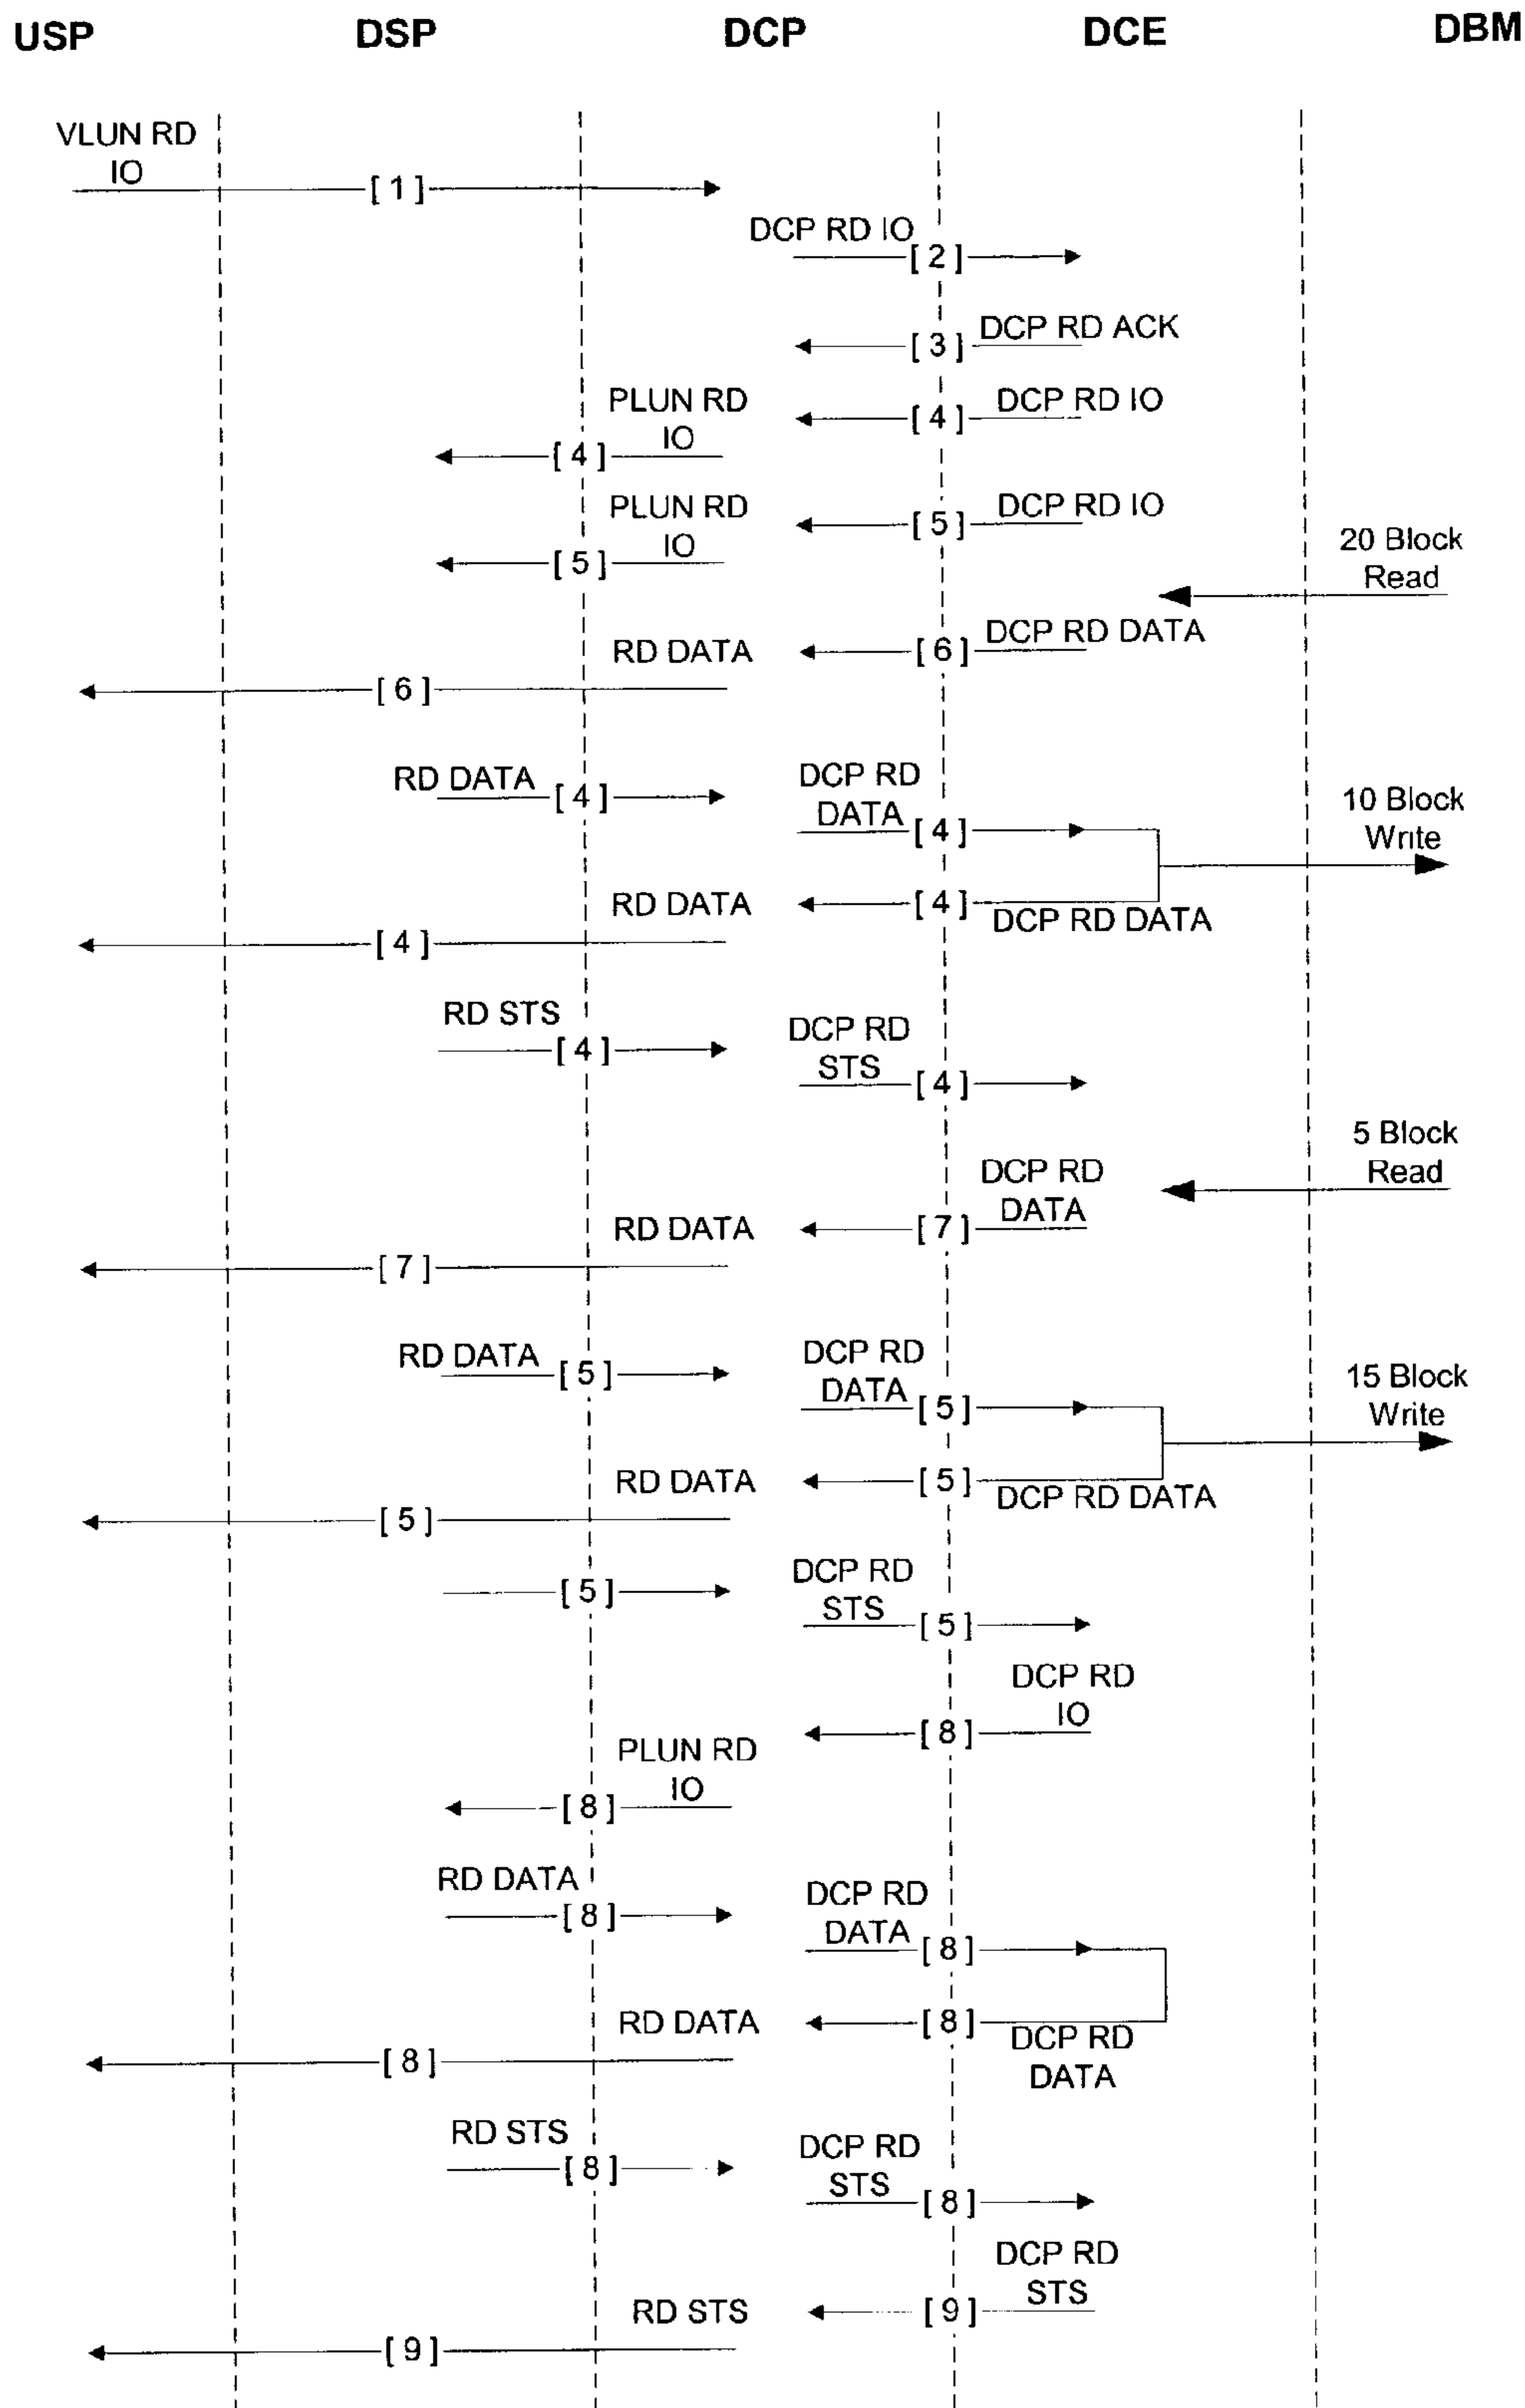 USP DSP DCP DCE DBM
VLUN RD
IO
[ 1 ]
DCP RD IO
[ 2 ]
DCP RD ACK
[ 3 ]
PLUN RD
IO
DCP RD IO
[ 4 ]
[ 4 ]
PLUN RD
IO
DCP RD IO
[ 5 ]
[ 5 ]
20 Block
Read
RD DATA
DCP RD DATA
[ 6 ]
[ 6 ]
RD DATA
[ 4 ]
DCP RD
DATA
[ 4 ]
10 Block
Write
RD DATA
[ 4 ]
DCP RD DATA
[ 4 ]
RD STS
[ 4 ]
DCP RD
STS
[ 4 ]
5 Block
Read
DCP RD
DATA
RD DATA
[ 7 ]
[ 7 ]
RD DATA
[ 5 ]
DCP RD
DATA
[ 5 ]
15 Block
Write
RD DATA
[ 5 ]
DCP RD DATA
[ 5 ]
[ 5 ]
DCP RD
STS
[ 5 ]
DCP RD
IO
[ 8 ]
PLUN RD
IO
[ 8 ]
RD DATA
[ 8 ]
DCP RD
DATA
[ 8 ]
RD DATA
[ 8 ]
DCP RD
DATA
[ 8 ]
RD STS
[ 8 ]
DCP RD
STS
[ 8 ]
DCP RD
STS
RD STS
[ 9 ]
[ 9 ]